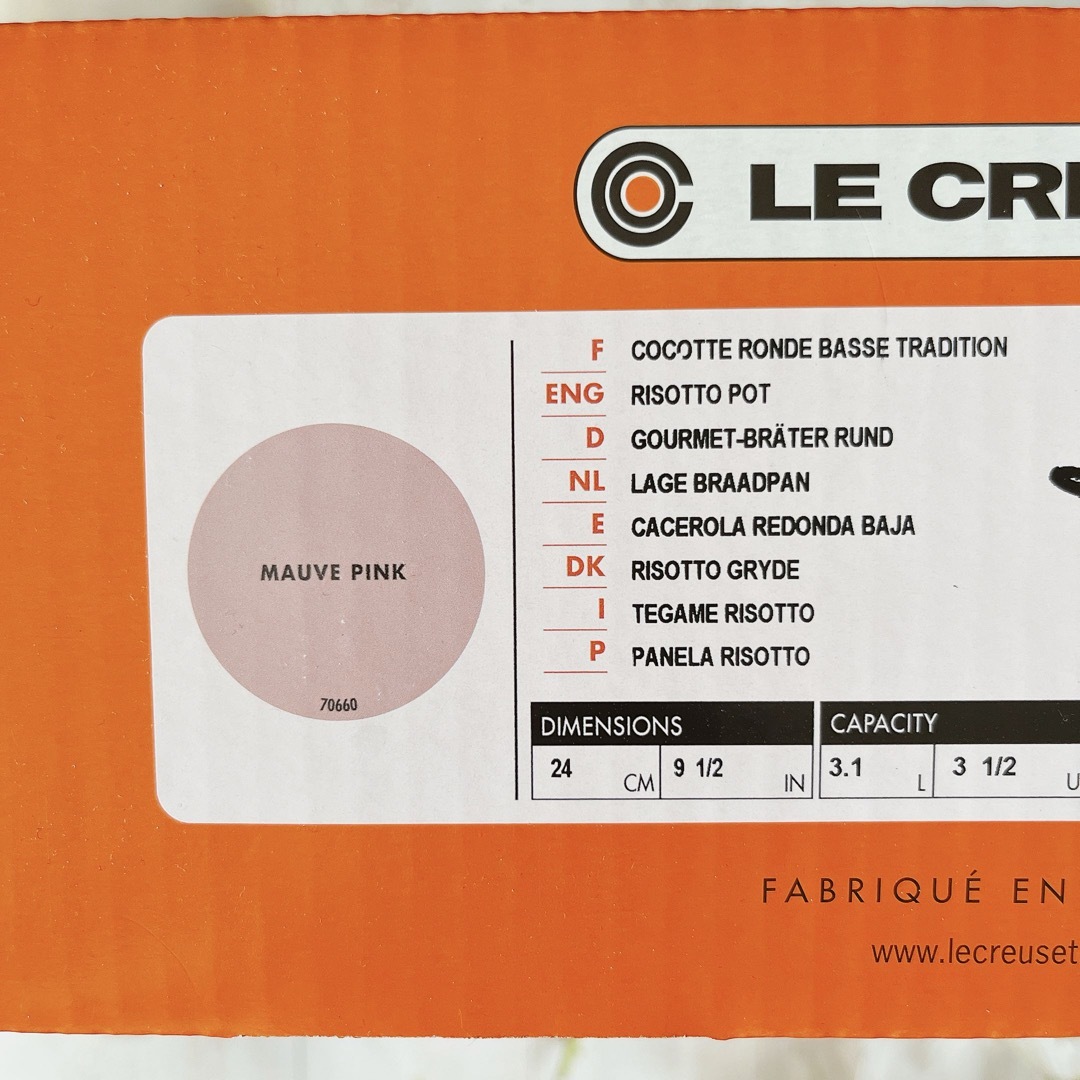 LE CR
F COCOTTE RONDE BASSE TRADITION
ENG RISOTTO POT
D GOURMET-BRÄTER RUND
NL LAGE BRAADPAN
E CACEROLA REDONDA BAJA
DK RISOTTO GRYDE
I TEGAME RISOTTO
P PANELA RISOTTO
MAUVE PINK
70660
DIMENSIONS CAPACITY
24 CM 9 1/2 IN 3.1 L 3 1/2 U
FABRIQUÉ EN
www.lecreuset